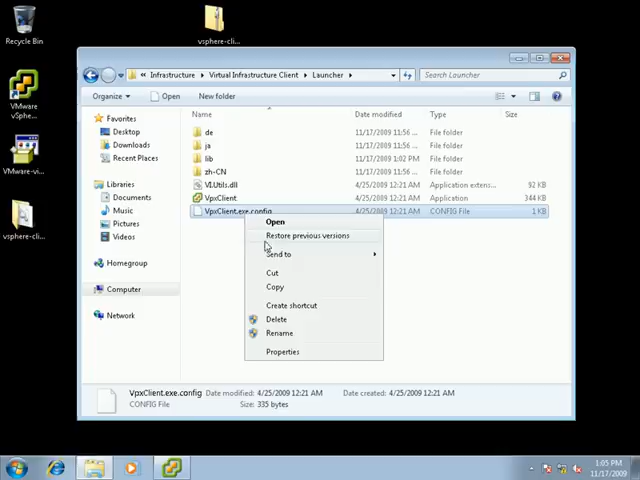 Recycle Bin
vsphere-cli...
VMware
vSphe...
VMware-vi...
vsphere-cli...
Infrastructure
Virtual Infrastructure Client
Launcher
Search Launcher
Organize
Open
New folder
Favorites
Desktop
Downloads
Recent Places
Libraries
Documents
Music
Pictures
Videos
Homegroup
Computer
Network
Name
Date modified
Type
Size
de
11/17/2009 11:56 ...
File folder
ja
11/17/2009 11:56 ...
File folder
lib
11/17/2009 1:02 PM
File folder
zh-CN
11/17/2009 11:56 ...
File folder
VIUtils.dll
4/25/2009 12:21 AM
Application exten...
92 KB
VpxClient
4/25/2009 12:21 AM
Application
344 KB
VpxClient.exe.config
4/25/2009 12:21 AM
CONFIG File
1 KB
Open
Restore previous versions
Send to
Cut
Copy
Create shortcut
Delete
Rename
Properties
VpxClient.exe.config Date modified: 4/25/2009 12:21 AM Date created: 4/25/2009 12:21 AM
CONFIG File Size: 335 bytes
1:05 PM
11/17/2009